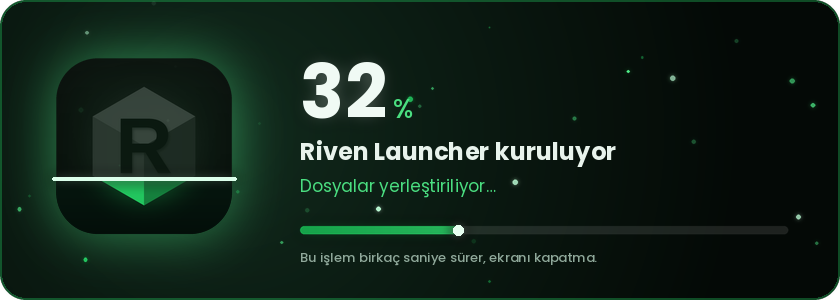 R
32 %
Riven Launcher kuruluyor
Dosyalar yerleştiriliyor...
Bu işlem birkaç saniye sürer, ekranı kapatma.